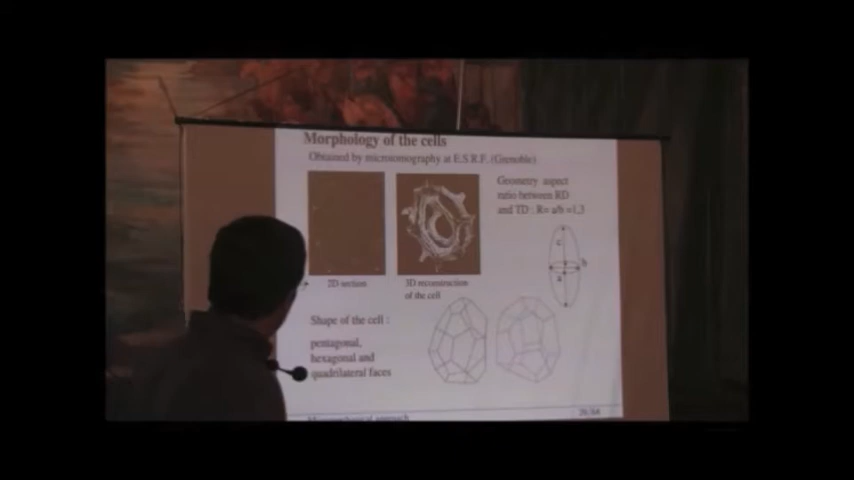 Morphology of the cells
Obtained by microtomography at E.S.R.F. (Grenoble)
Geometry aspect
ratio between RD
and TD : R= a/b =1,3
c
b
a
2D section
3D reconstruction
of the cell
Shape of the cell :
pentagonal,
hexagonal and
quadrilateral faces
approach